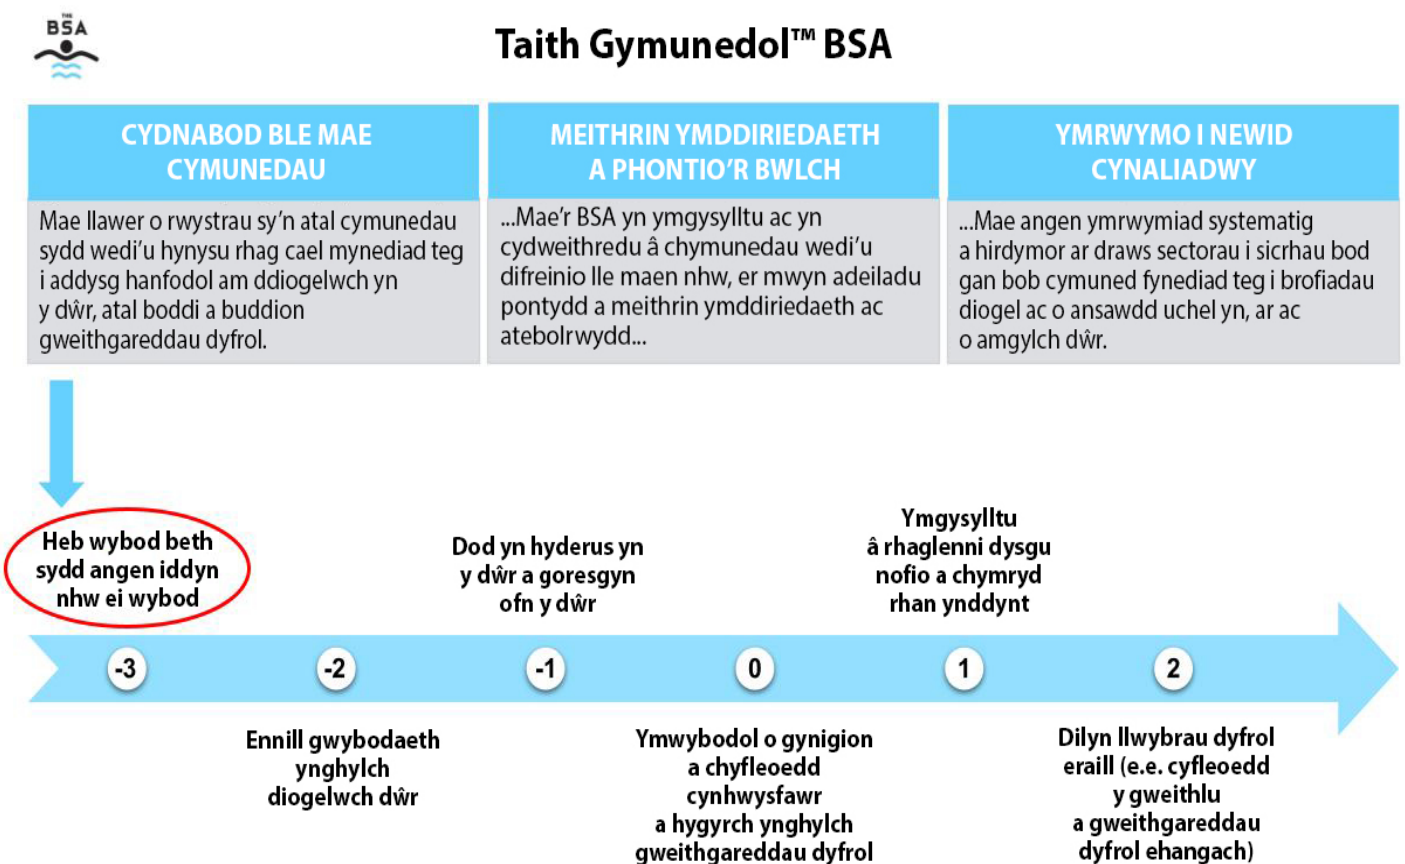 THE
BSA
Taith Gymunedol™ BSA
CYDNABOD BLE MAE
CYMUNEDAU
Mae llawer o rwystrau sy'n atal cymunedau
sydd wedi'u hynysu rhag cael mynediad teg
i addysg hanfodol am ddiogelwch yn
y dŵr, atal boddi a buddion
gweithgareddau dyfrol.
MEITHRIN YMDDIRIEDAETH
A PHONTIO'R BWLCH
...Mae'r BSA yn ymgysylltu ac yn
cydweithredu â chymunedau wedi'u
difreinio lle maen nhw, er mwyn adeiladu
pontydd a meithrin ymddiriedaeth ac
atebolrwydd...
YMRWYMO I NEWID
CYNALIADWY
...Mae angen ymrwymiad systematig
a hirdymor ar draws sectorau i sicrhau bod
gan bob cymuned fynediad teg i brofiadau
diogel ac o ansawdd uchel yn, ar ac
o amgylch dŵr.
Heb wybod beth
sydd angen iddyn
nhw ei wybod
Dod yn hyderus yn
y dŵr a goresgyn
ofn y dŵr
Ymgysylltu
â rhaglenni dysgu
nofio a chymryd
rhan ynddynt
-3
-2
-1
0
1
2
Ennill gwybodaeth
ynghylch
diogelwch dŵr
Ymwybodol o gynigion
a chyfleoedd
cynhwysfawr
a hygyrch ynghylch
gweithgareddau dyfrol
Dilyn llwybrau dyfrol
eraill (e.e. cyfleoedd
y gweithlu
a gweithgareddau
dyfrol ehangach)